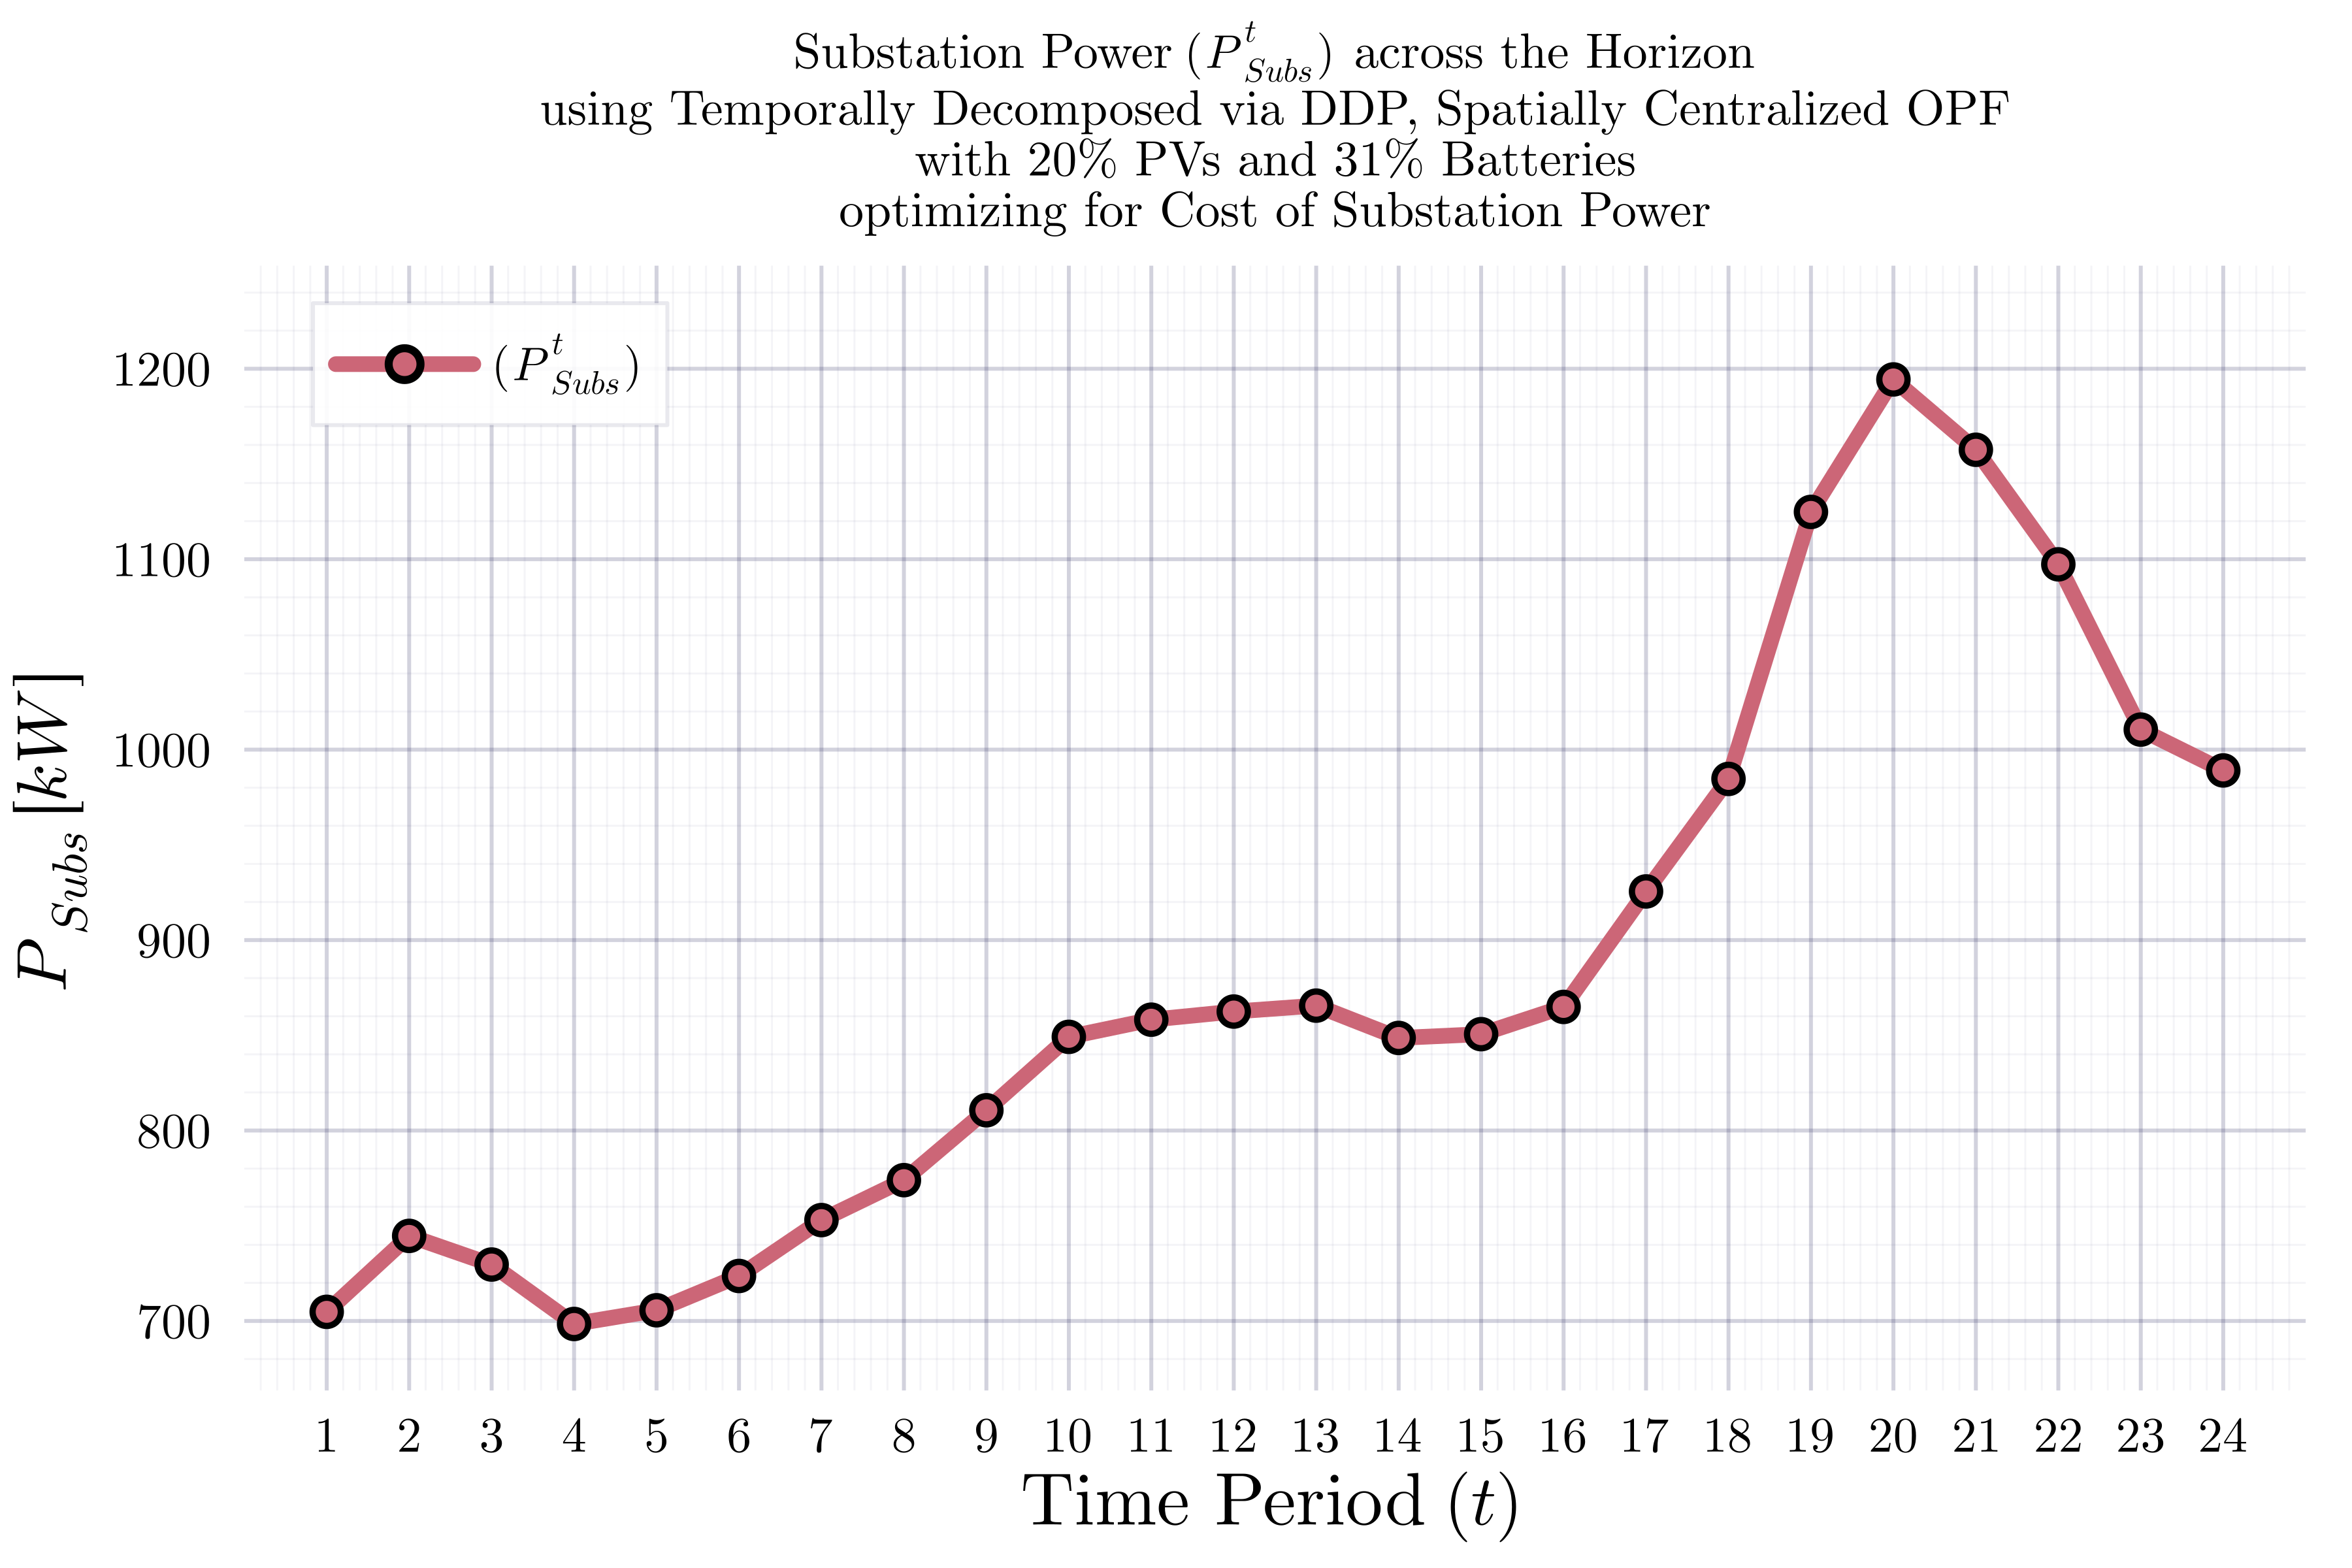 Substation Power (P^t_Subs) across the Horizon
using Temporally Decomposed via DDP, Spatially Centralized OPF
with 20% PVs and 31% Batteries
optimizing for Cost of Substation Power
(P^t_Subs)
1200
1100
1000
900
800
700
P_Subs [kW]
1 2 3 4 5 6 7 8 9 10 11 12 13 14 15 16 17 18 19 20 21 22 23 24
Time Period (t)